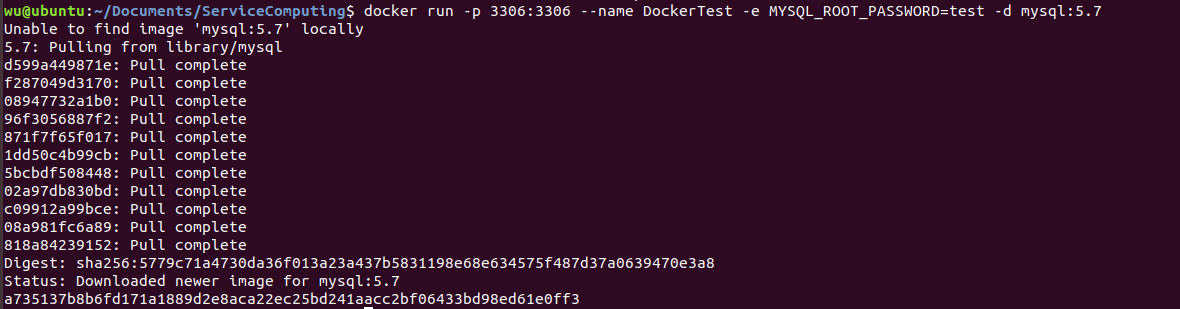 wu@ubuntu:~/Documents/ServiceComputing$ docker run -p 3306:3306 --name DockerTest -e MYSQL_ROOT_PASSWORD=test -d mysql:5.7
Unable to find image 'mysql:5.7' locally
5.7: Pulling from library/mysql
d599a449871e: Pull complete
f287049d3170: Pull complete
08947732a1b0: Pull complete
96f3056887f2: Pull complete
871f7f65f017: Pull complete
1dd50c4b99cb: Pull complete
5bcbdf508448: Pull complete
02a97db830bd: Pull complete
c09912a99bce: Pull complete
08a981fc6a89: Pull complete
818a84239152: Pull complete
Digest: sha256:5779c71a4730da36f013a23a437b5831198e68e634575f487d37a0639470e3a8
Status: Downloaded newer image for mysql:5.7
a735137b8b6fd171a1889d2e8aca22ec25bd241aacc2bf06433bd98ed61e0ff3